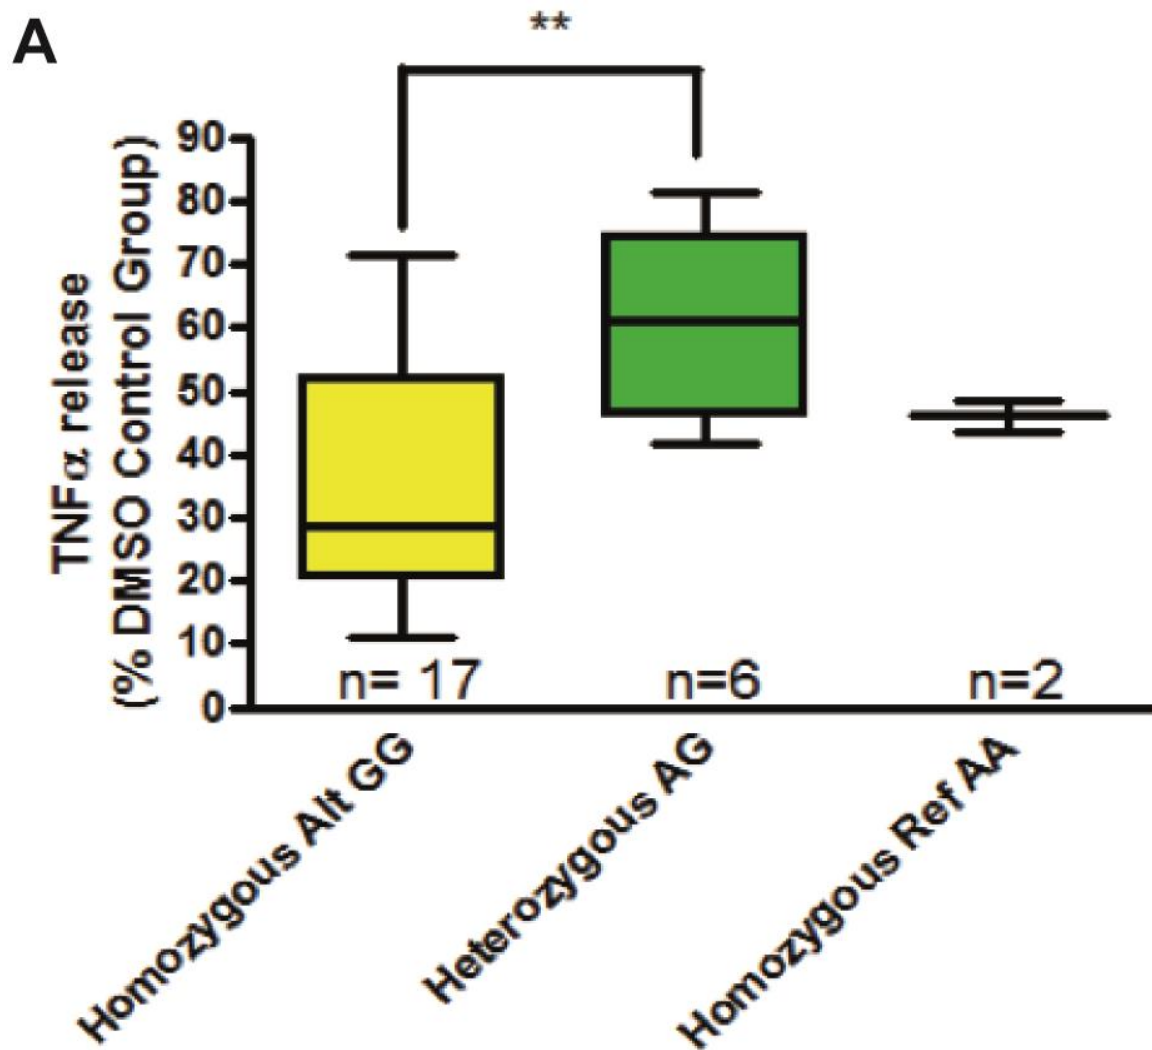 A
**
TNFα release
(% DMSO Control Group)
90
80
70
60
50
40
30
20
10
0
n= 17
n=6
n=2
Homozygous Alt GG
Heterozygous AG
Homozygous Ref AA